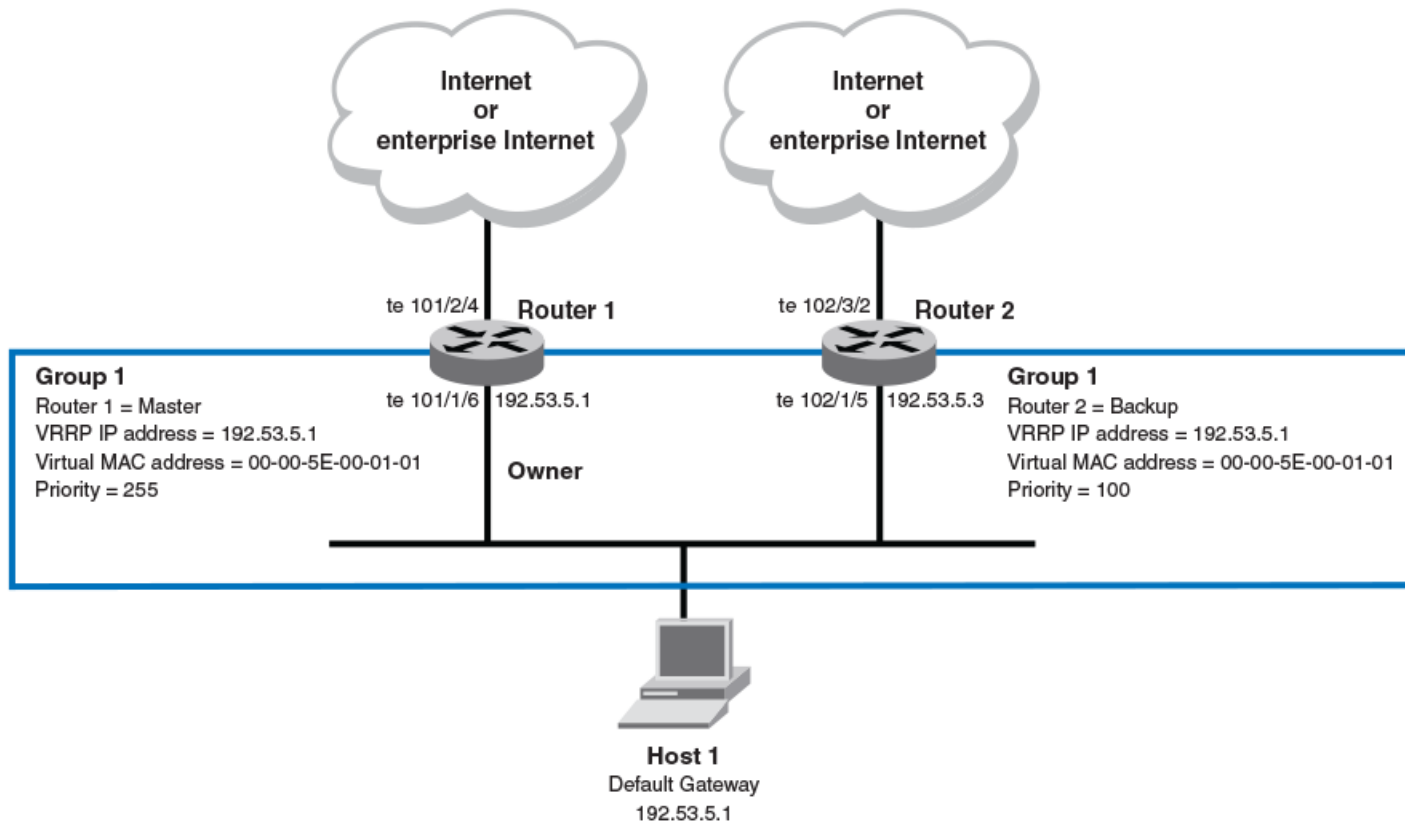 Internet
or
enterprise Internet
Internet
or
enterprise Internet
te 101/2/4
Router 1
te 102/3/2
Router 2
Group 1
Router 1 = Master
VRRP IP address = 192.53.5.1
Virtual MAC address = 00-00-5E-00-01-01
Priority = 255
te 101/1/6
192.53.5.1
Owner
te 102/1/5
192.53.5.3
Group 1
Router 2 = Backup
VRRP IP address = 192.53.5.1
Virtual MAC address = 00-00-5E-00-01-01
Priority = 100
Host 1
Default Gateway
192.53.5.1